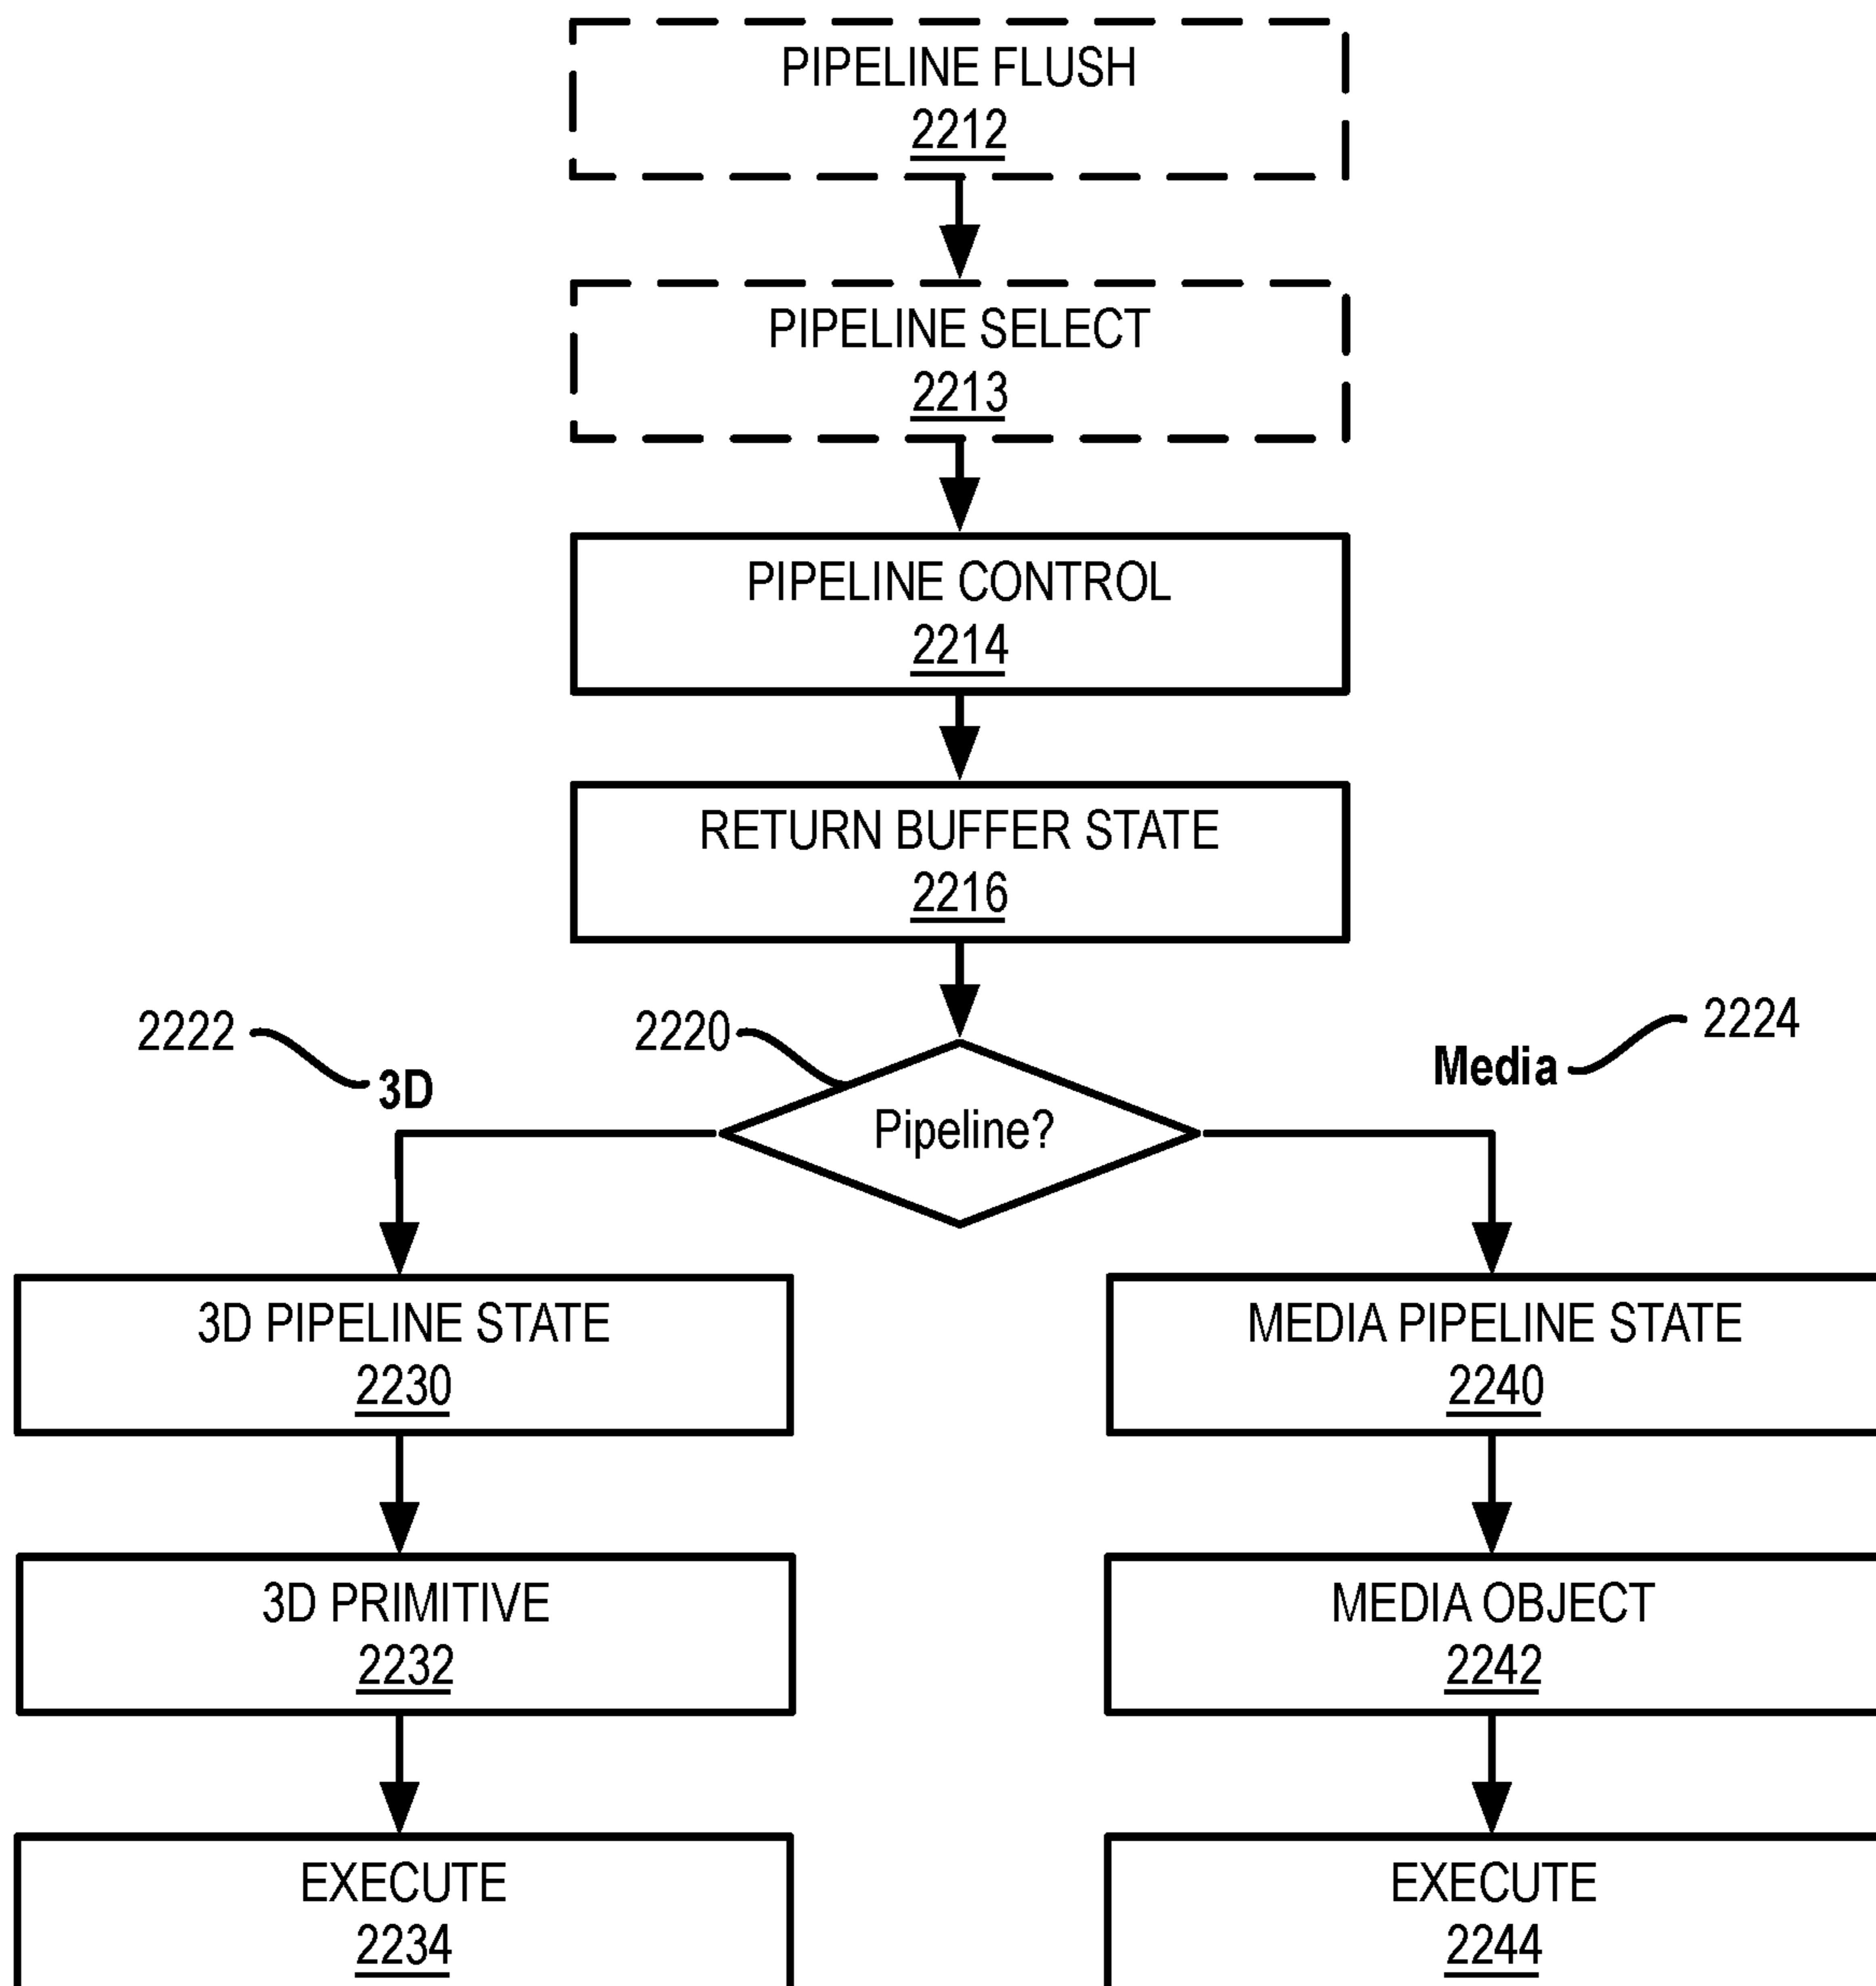 PIPELINE FLUSH
2212
PIPELINE SELECT
2213
PIPELINE CONTROL
2214
RETURN BUFFER STATE
2216
2222
2220
2224
3D
Media
Pipeline?
3D PIPELINE STATE
2230
MEDIA PIPELINE STATE
2240
3D PRIMITIVE
2232
MEDIA OBJECT
2242
EXECUTE
2234
EXECUTE
2244